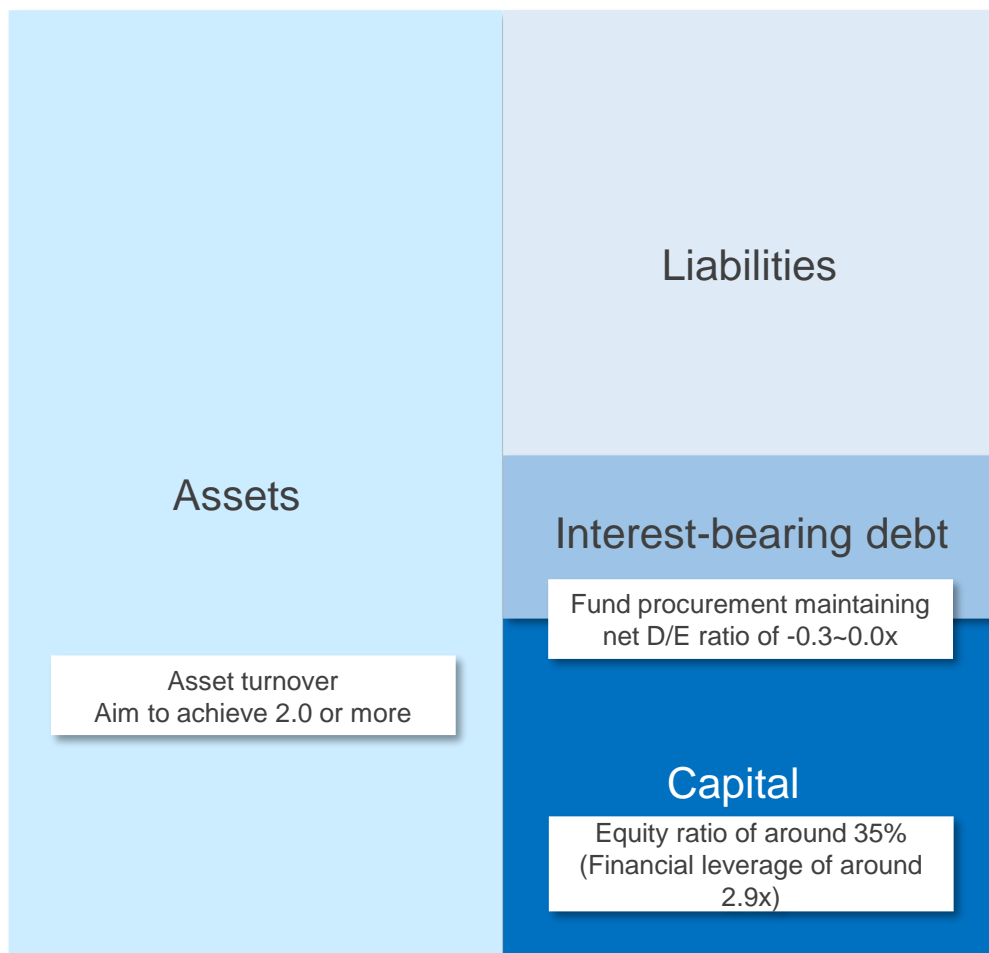 Assets
Asset turnover
Aim to achieve 2.0 or more
Liabilities
Interest-bearing debt
Fund procurement maintaining
net D/E ratio of -0.3~0.0x
Capital
Equity ratio of around 35%
(Financial leverage of around
2.9x)